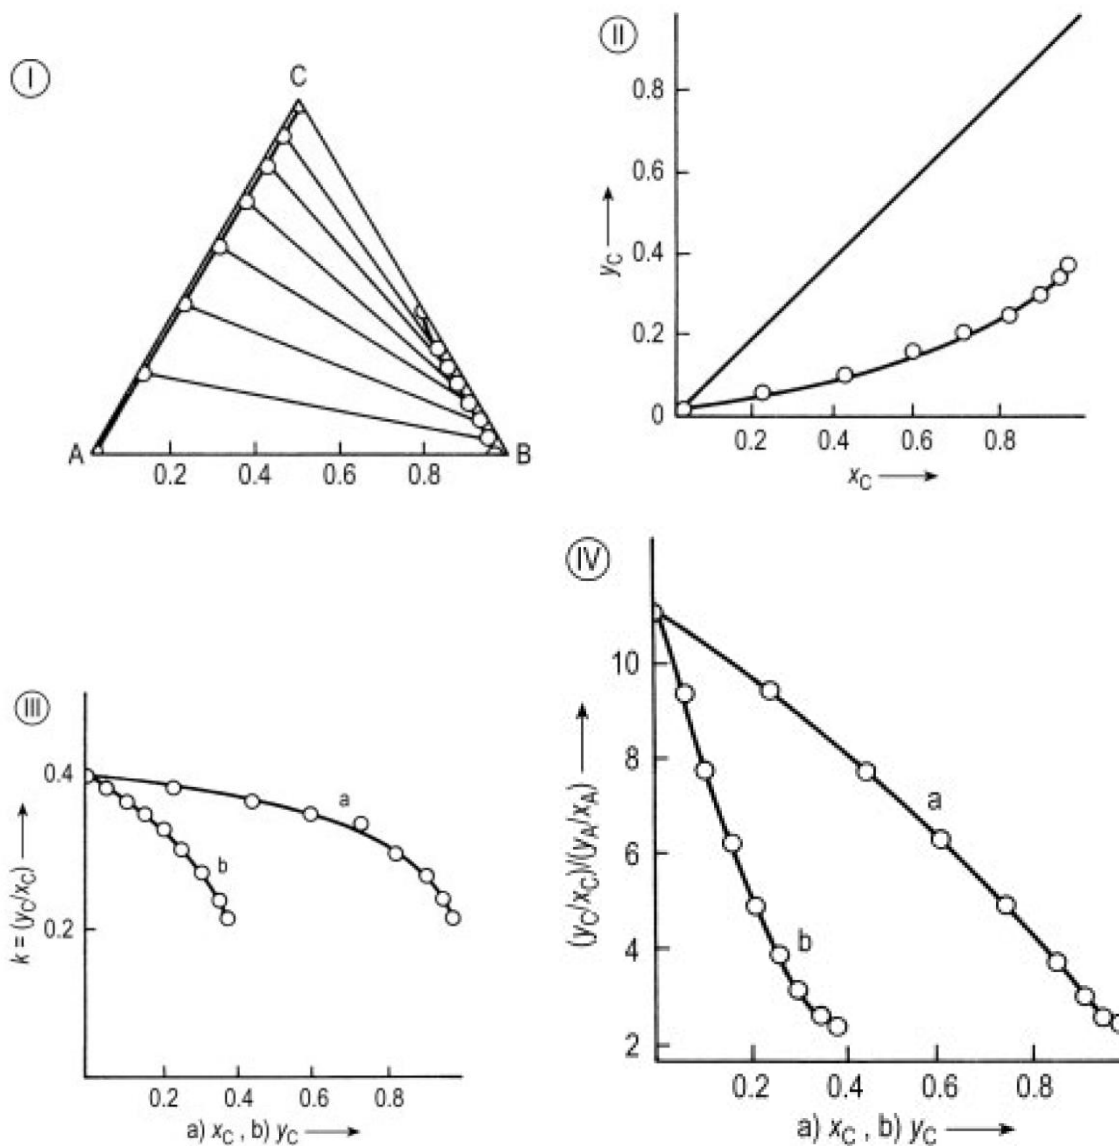 I
C
A
B
0.2 0.4 0.6 0.8
II
0.8
0.6
0.4
0.2
0
y_C
0.2 0.4 0.6 0.8
x_C
III
0.4
0.2
k = (y_C/x_C)
a
b
0.2 0.4 0.6 0.8
a) x_C , b) y_C
IV
10
8
6
4
2
(y_C/x_C)/(y_A/x_A)
a
b
0.2 0.4 0.6 0.8
a) x_C , b) y_C